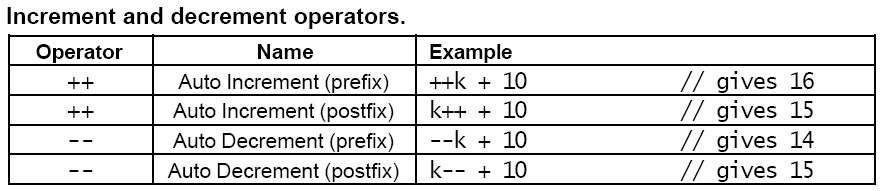 Increment and decrement operators.
Operator Name Example
++ Auto Increment (prefix) ++k + 10 // gives 16
++ Auto Increment (postfix) k++ + 10 // gives 15
-- Auto Decrement (prefix) --k + 10 // gives 14
-- Auto Decrement (postfix) k-- + 10 // gives 15